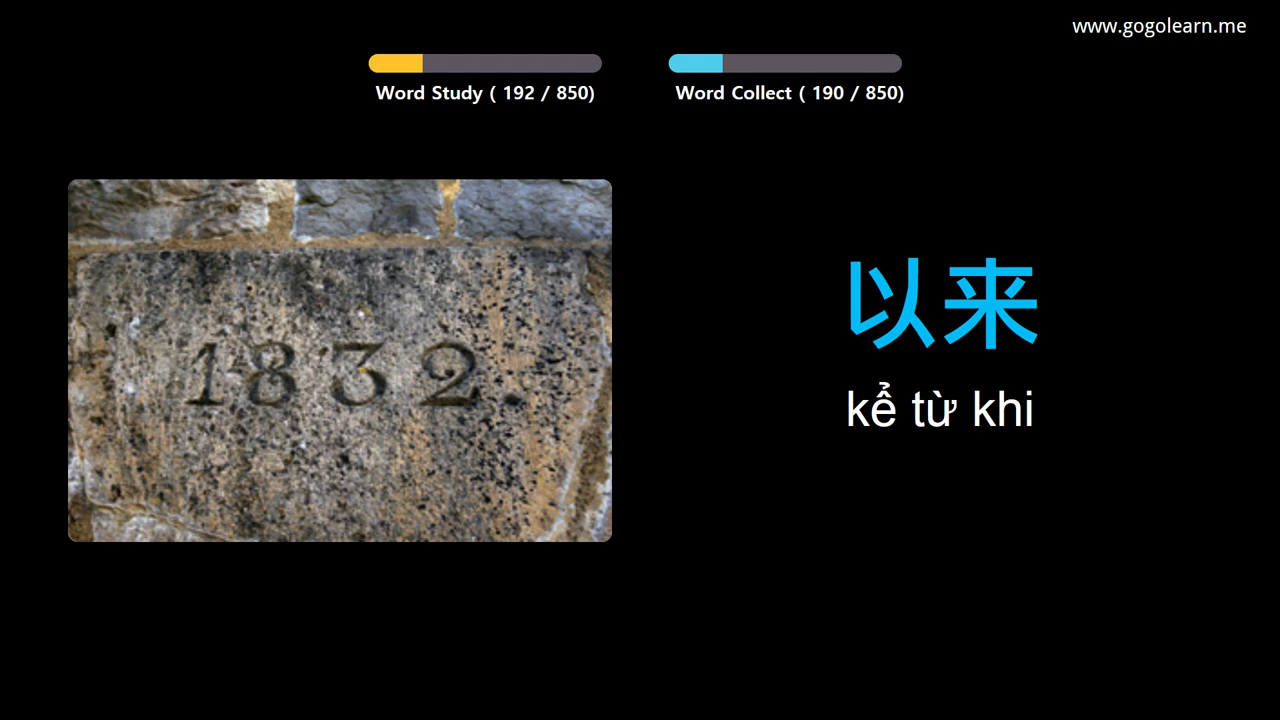 www.gogolearn.me
Word Study ( 192 / 850)
Word Collect ( 190 / 850)
1832.
以来
kể từ khi